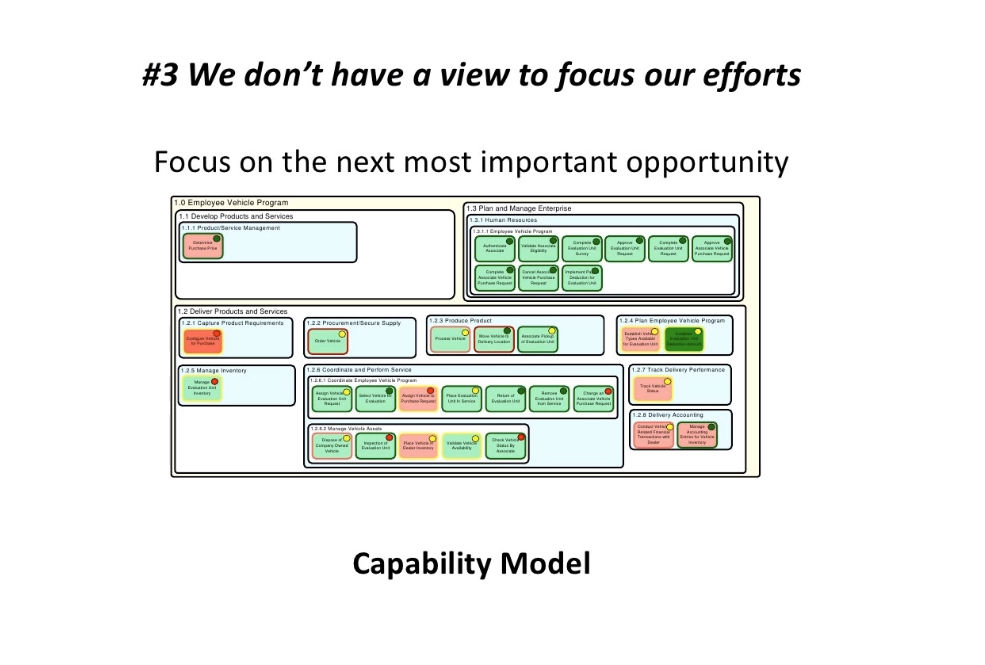 #3 We don't have a view to focus our efforts
Focus on the next most important opportunity
1.0 Employee Vehicle Program
1.1 Develop Products and Services
1.1.1 Product/Service Management
Determine
Purchase Price
1.3 Plan and Manage Enterprise
1.3.1 Human Resources
1.3.1.1 Employee Vehicle Program
Authenticate
Associate
Validate Associate
Eligibility
Complete
Evaluation Unit
Survey
Approve
Evaluation Unit
Request
Complete
Evaluation Unit
Request
Approve
Associate Vehicle
Purchase Request
Complete
Associate Vehicle
Purchase Request
Cancel Associate
Vehicle Purchase
Request
Implement
Deduction for
Evaluation Unit
1.2 Deliver Products and Services
1.2.1 Capture Product Requirements
Configure Vehicle
for Purchase
1.2.2 Procurement/Secure Supply
Order Vehicle
1.2.3 Produce Product
Process Vehicle
Move Vehicle to
Delivery Location
Associate Pickup
of Evaluation Unit
1.2.4 Plan Employee Vehicle Program
Establish Vehicle
Types Available
for Evaluation Unit
1.2.5 Manage Inventory
Manage
Evaluation Unit
Inventory
1.2.6 Coordinate and Perform Service
1.2.6.1 Coordinate Employee Vehicle Program
Assign Vehicle
Evaluation Unit
Request
Select Vehicle for
Evaluation
Assign Vehicle to
Purchase Request
Place Evaluation
Unit in Service
Return of
Evaluation Unit
Remove
Evaluation Unit
from Service
Change an
Associate Vehicle
Purchase Request
1.2.6.2 Manage Vehicle Assets
Dispose of
Company Owned
Vehicle
Inspection of
Evaluation Unit
Place Vehicle in
Dealer Inventory
Validate Vehicle
Availability
Check Vehicle
Status By
Associate
1.2.7 Track Delivery Performance
Track Vehicle
Status
1.2.8 Delivery Accounting
Conduct Vehicle
Related Financial
Transactions with
Dealer
Manage
Accounting
Entries for Vehicle
Inventory
Capability Model